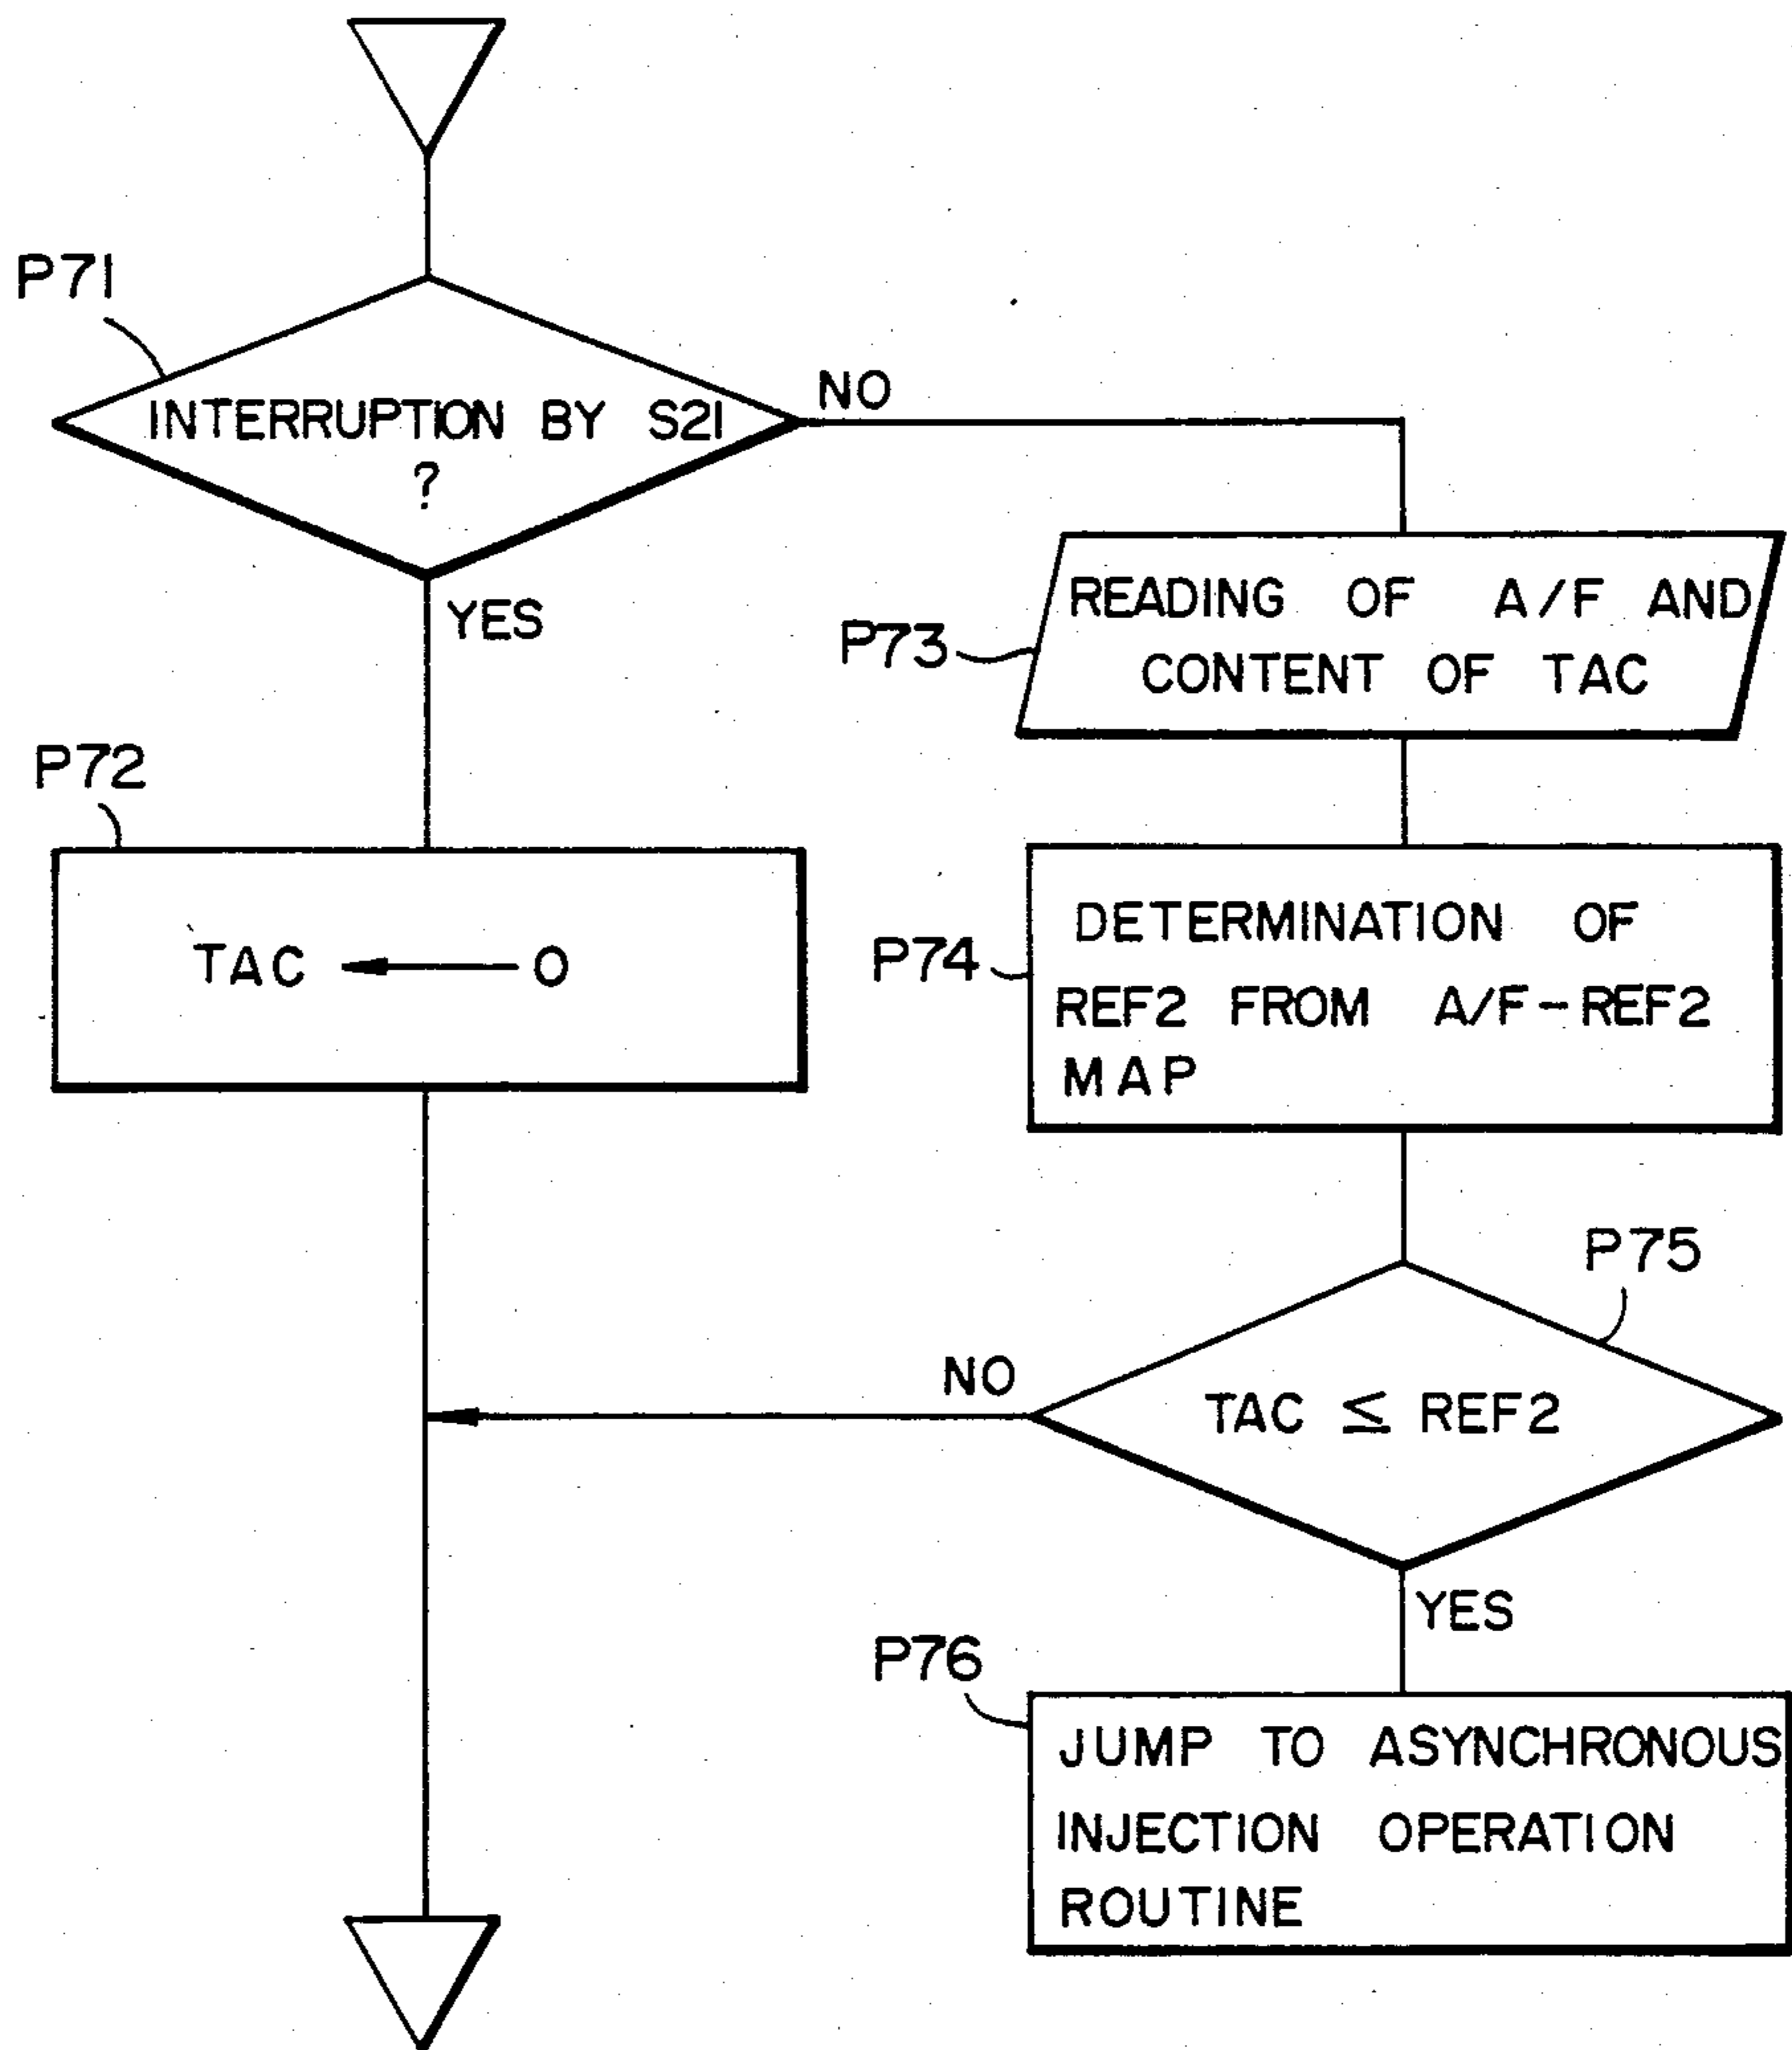 P71
INTERRUPTION BY S21
?
NO
YES
P73
READING OF A/F AND
CONTENT OF TAC
P72
TAC ← 0
P74
DETERMINATION OF
REF2 FROM A/F-REF2
MAP
P75
NO
TAC ≦ REF2
YES
P76
JUMP TO ASYNCHRONOUS
INJECTION OPERATION
ROUTINE